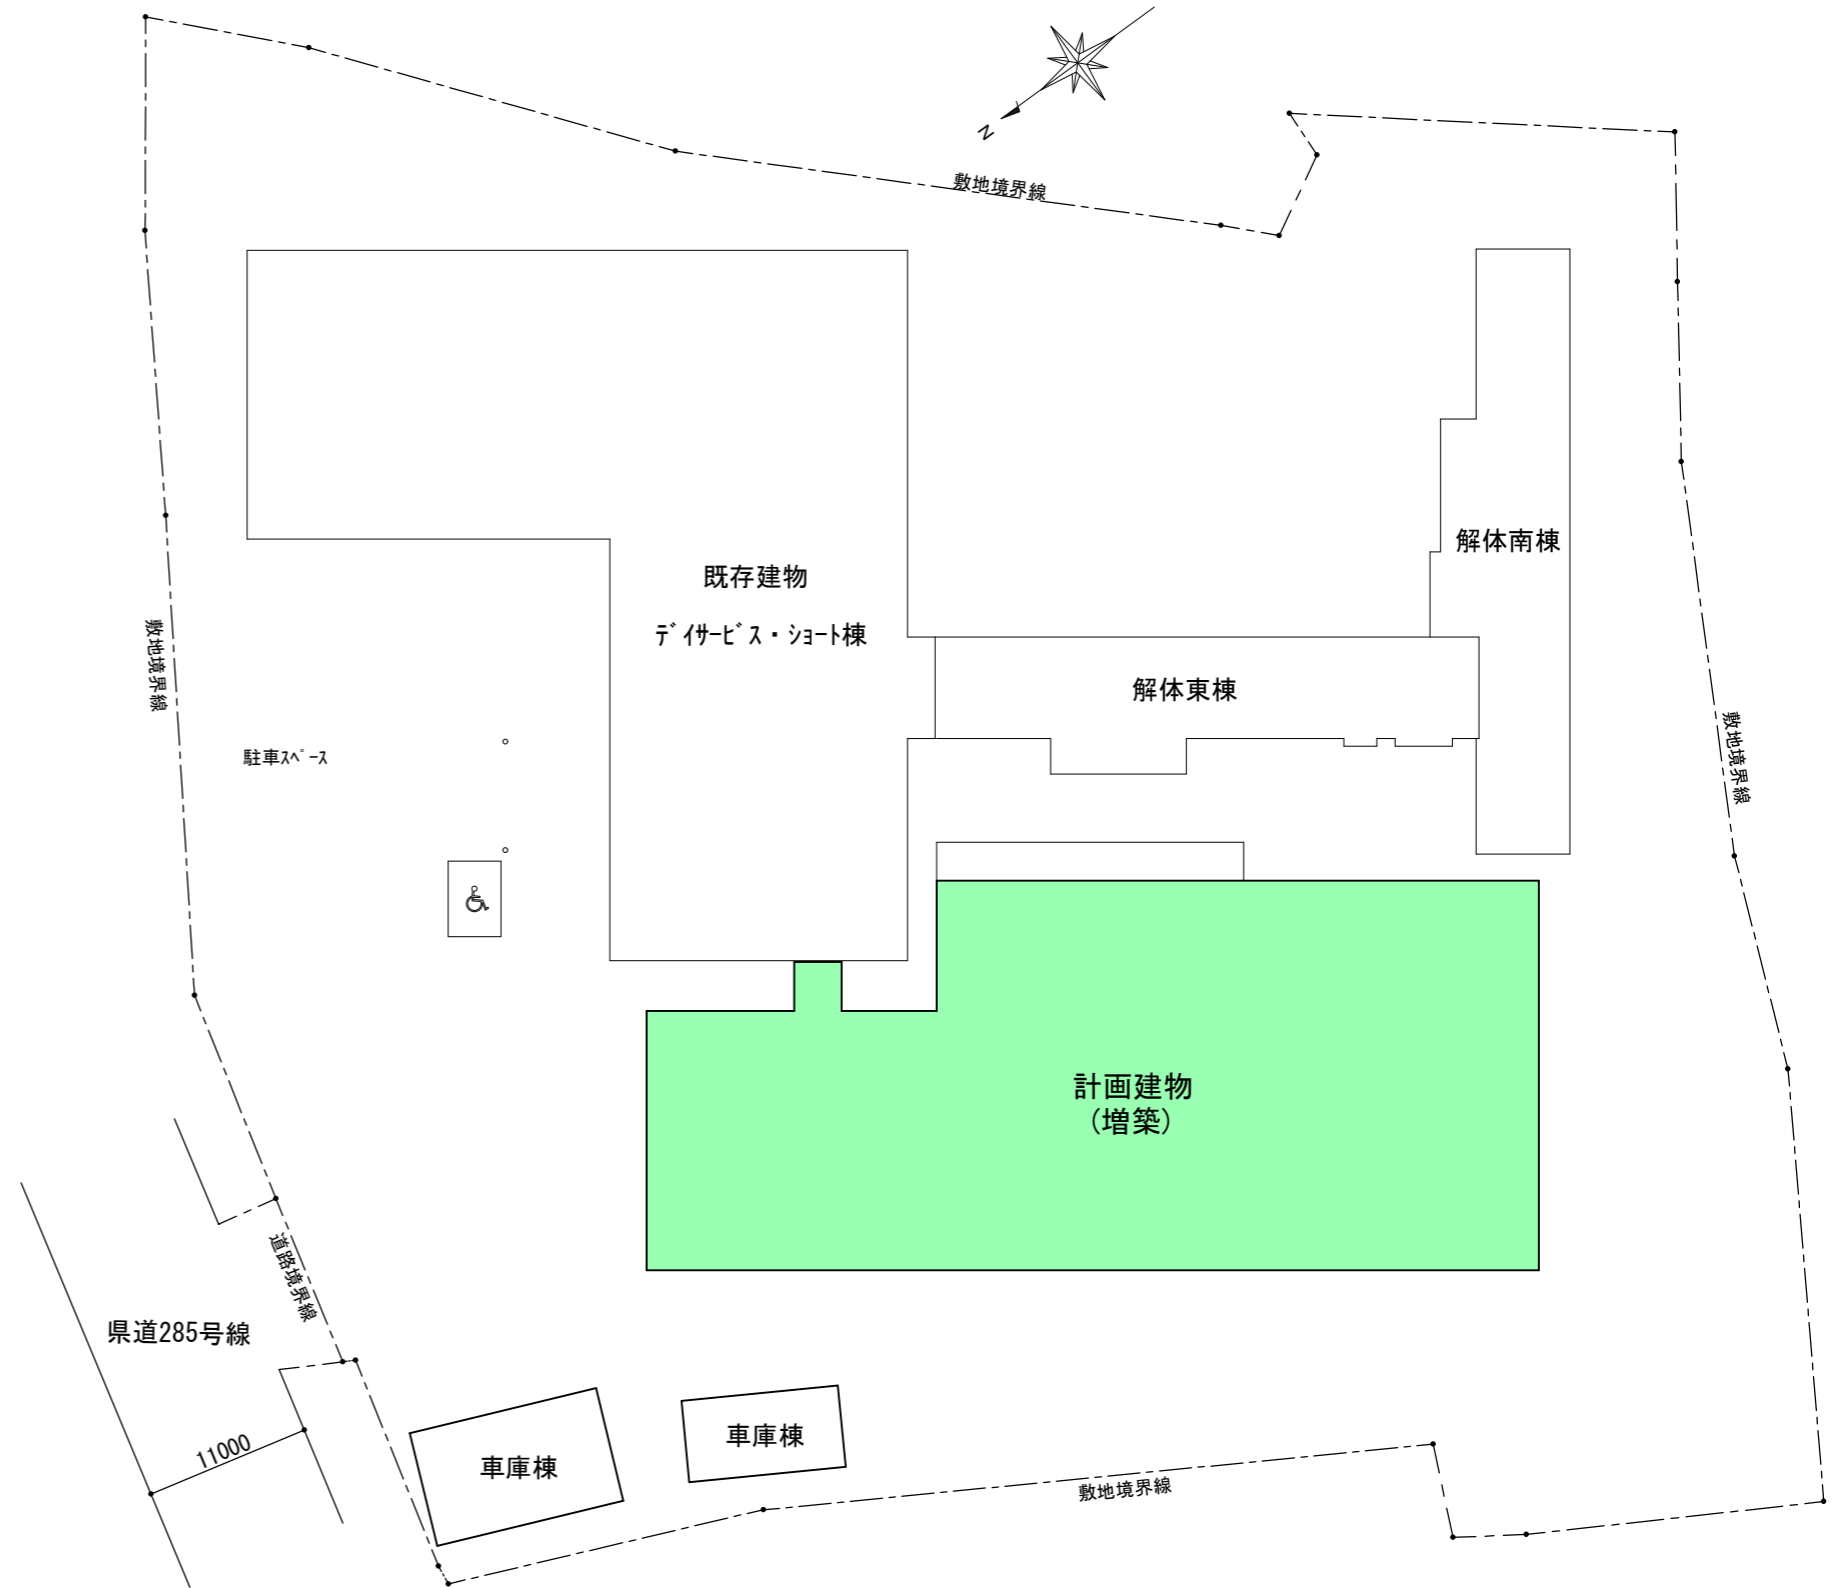 N
敷地境界線
解体南棟
既存建物
ﾃﾞｲｻｰﾋﾞｽ・ｼｮｰﾄ棟
敷地境界線
解体東棟
敷地境界線
駐車ｽﾍﾟｰｽ
計画建物
(増築)
道路境界線
県道285号線
11000
車庫棟
車庫棟
敷地境界線